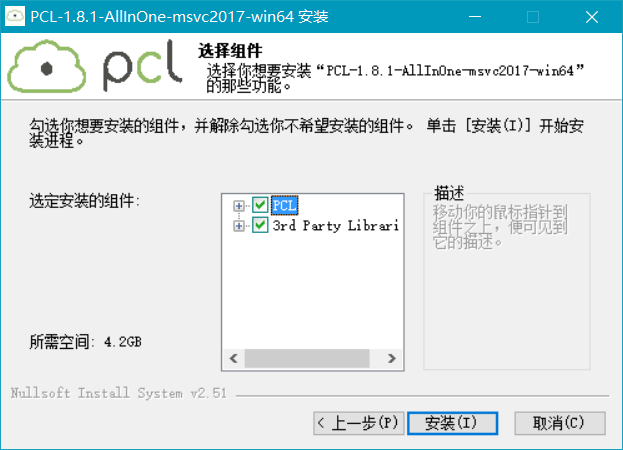 PCL-1.8.1-AllInOne-msvc2017-win64 安装
pcl
选择组件
选择你想要安装“PCL-1.8.1-AllInOne-msvc2017-win64”
的那些功能。
勾选你想要安装的组件，并解除勾选你不希望安装的组件。 单击 [安装(I)] 开始安
装进程。
选定安装的组件:
PCL
3rd Party Librari
描述
移动你的鼠标指针到
组件之上，便可见到
它的描述。
所需空间: 4.2GB
Nullsoft Install System v2.51
< 上一步(P)
安装(I)
取消(C)